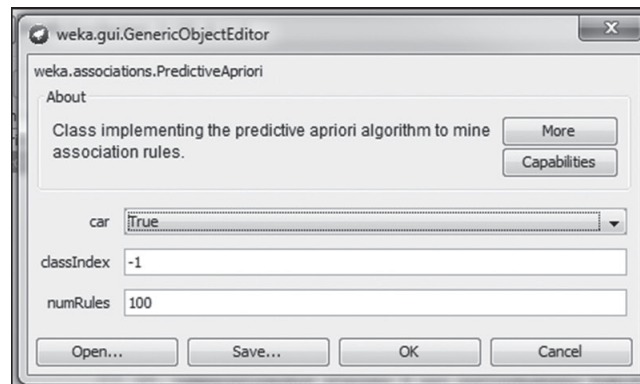 weka.gui.GenericObjectEditor
weka.associations.PredictiveApriori
About
Class implementing the predictive apriori algorithm to mine
association rules.
More
Capabilities
car True
classIndex -1
numRules 100
Open... Save... OK Cancel